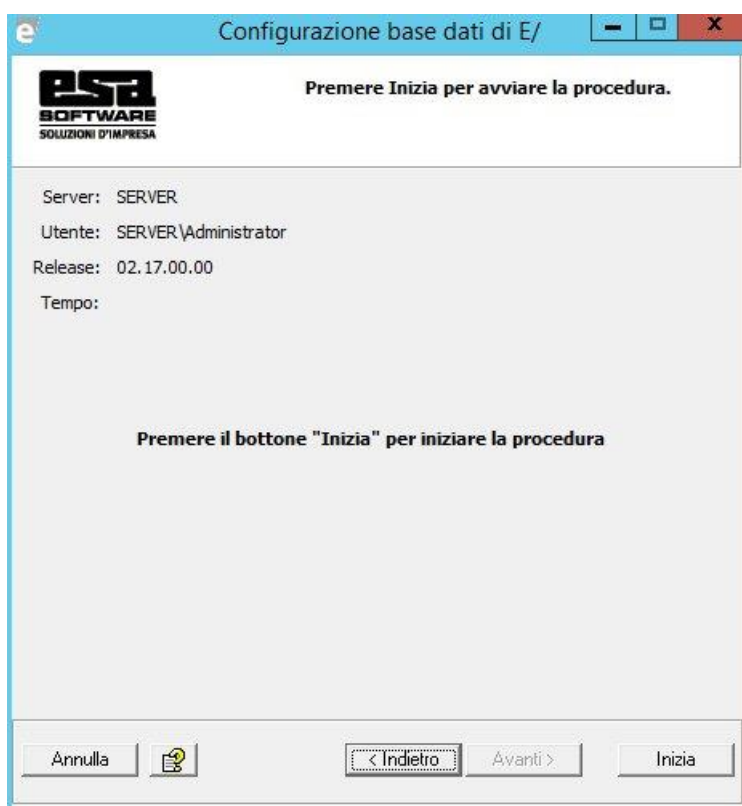 Configurazione base dati di E/
esa
SOFTWARE
SOLUZIONI D'IMPRESA
Premere Inizia per avviare la procedura.
Server: SERVER
Utente: SERVER\Administrator
Release: 02.17.00.00
Tempo:
Premere il bottone "Inizia" per iniziare la procedura
Annulla < Indietro Avanti > Inizia